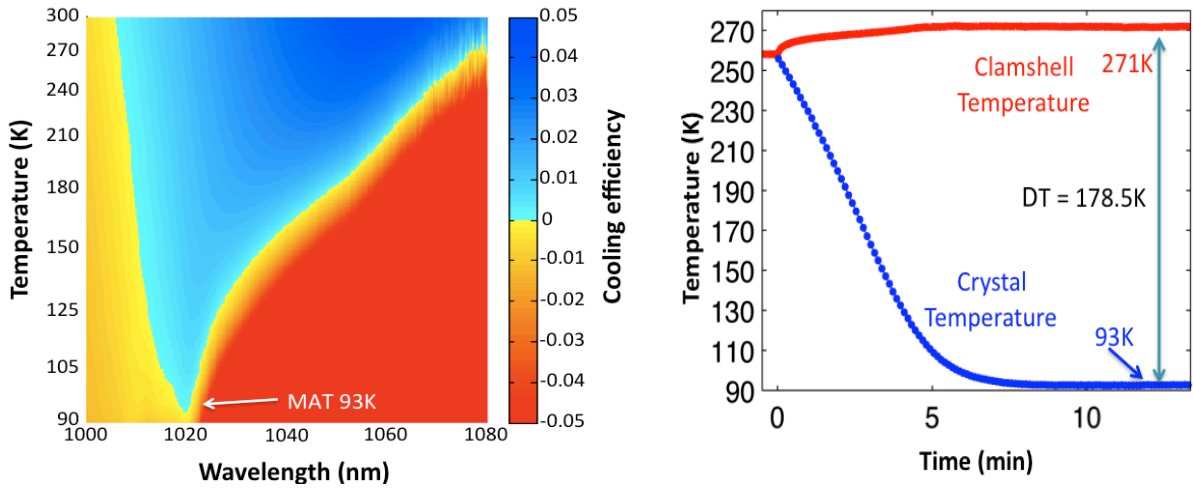 300
270
240
210
180
150
125
105
90
Temperature (K)
1000
1020
1040
1060
1080
Wavelength (nm)
MAT 93K
0.05
0.04
0.03
0.02
0.01
0
-0.01
-0.02
-0.03
-0.04
-0.05
Cooling efficiency
270
250
230
210
190
170
150
130
110
90
Temperature (K)
Clamshell
Temperature
271K
DT = 178.5K
Crystal
Temperature
93K
0
5
10
Time (min)